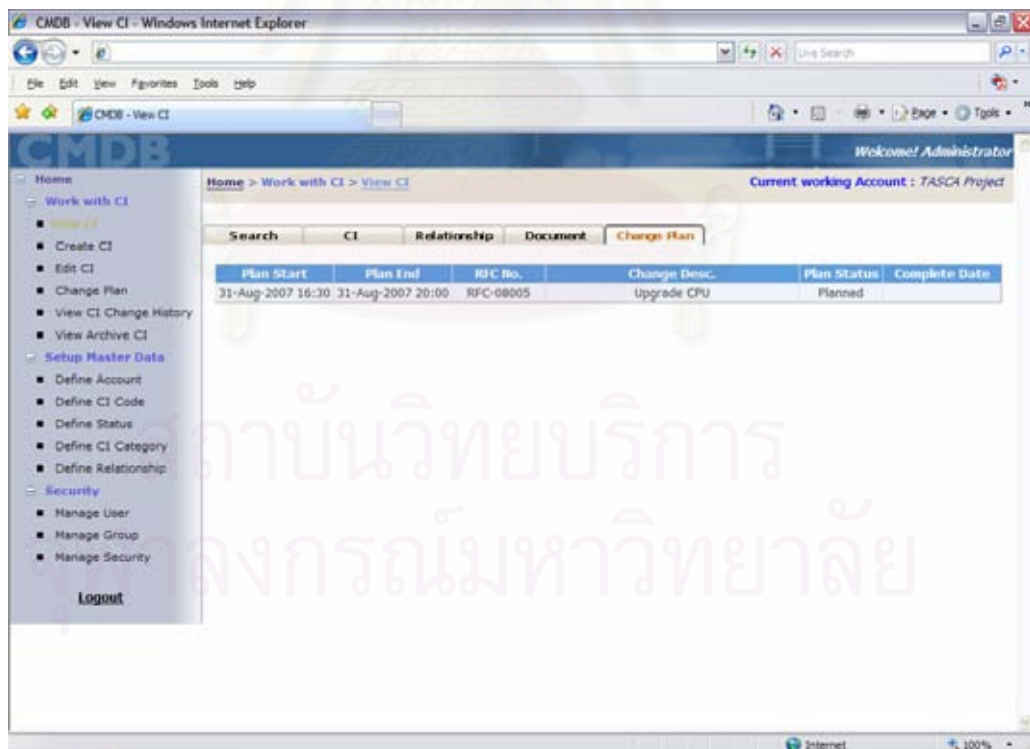 CMDB - View CI - Windows Internet Explorer
Live Search
File Edit View Favorites Tools Help
CMDB - View CI
Page Tools
CMDB
Welcome! Administrator
Home > Work with CI > View CI
Current working Account : TASCA Project
Home
Work with CI
View CI
Create CI
Edit CI
Change Plan
View CI Change History
View Archive CI
Setup Master Data
Define Account
Define CI Code
Define Status
Define CI Category
Define Relationship
Security
Manage User
Manage Group
Manage Security
Logout
Search CI Relationship Document Change Plan
Plan Start Plan End RFC No. Change Desc. Plan Status Complete Date
31-Aug-2007 16:30 31-Aug-2007 20:00 RFC-08005 Upgrade CPU Planned
สถาบันวิทยบริการ
จุฬาลงกรณ์มหาวิทยาลัย
Internet 100%